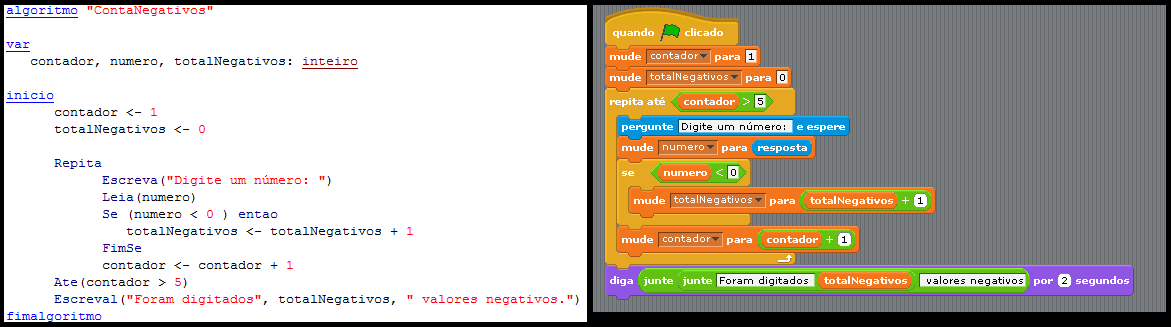 algoritmo "ContaNegativos"
var
contador, numero, totalNegativos: inteiro
inicio
contador <- 1
totalNegativos <- 0
Repita
Escreva("Digite um número: ")
Leia(numero)
Se (numero < 0 ) entao
totalNegativos <- totalNegativos + 1
FimSe
contador <- contador + 1
Ate(contador > 5)
Escreval("Foram digitados", totalNegativos, " valores negativos.")
fimalgoritmo
quando clicado
mude contador para 1
mude totalNegativos para 0
repita até contador > 5
pergunte Digite um número: e espere
mude numero para resposta
se numero < 0
mude totalNegativos para totalNegativos + 1
mude contador para contador + 1
diga junte junte Foram digitados totalNegativos valores negativos por 2 segundos